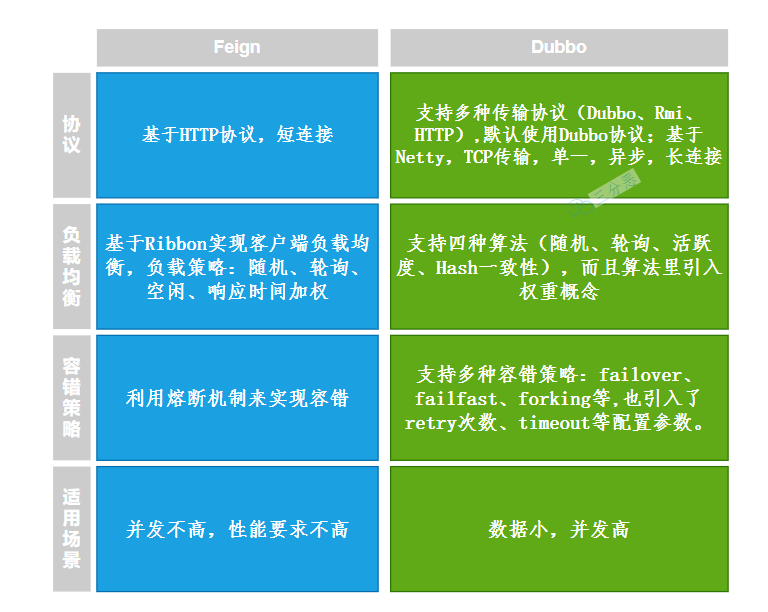 Feign
Dubbo
协议
基于HTTP协议，短连接
支持多种传输协议（Dubbo、Rmi、
HTTP）,默认使用Dubbo协议；基于
Netty，TCP传输，单一，异步，长连接
负载均衡
基于Ribbon实现客户端负载均
衡，负载策略：随机、轮询、
空闲、响应时间加权
支持四种算法（随机、轮询、活跃
度、Hash一致性），而且算法里引入
权重概念
容错策略
利用熔断机制来实现容错
支持多种容错策略：failover、
failfast、forking等,也引入了
retry次数、timeout等配置参数。
适用场景
并发不高，性能要求不高
数据小，并发高
三分恶